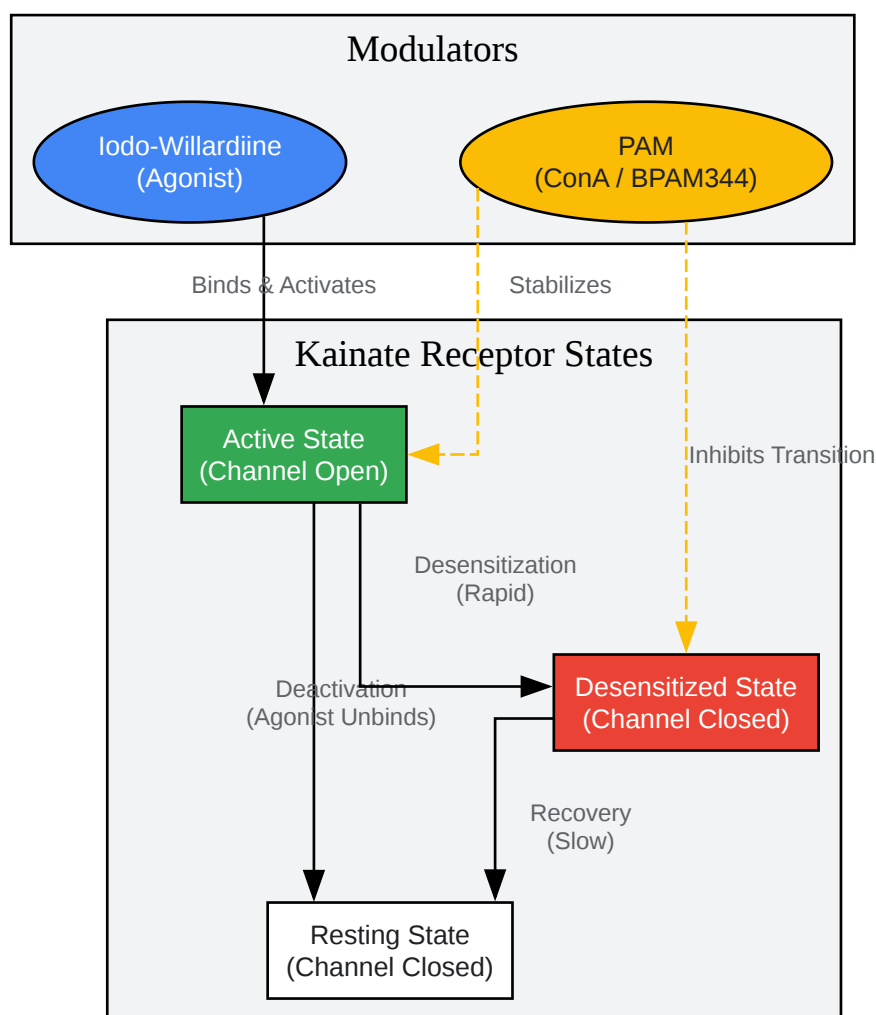 Modulators
Iodo-Willardiine
(Agonist)
PAM
(ConA / BPAM344)
Binds & Activates
Stabilizes
Kainate Receptor States
Active State
(Channel Open)
Inhibits Transition
Desensitization
(Rapid)
Deactivation
(Agonist Unbinds)
Desensitized State
(Channel Closed)
Recovery
(Slow)
Resting State
(Channel Closed)